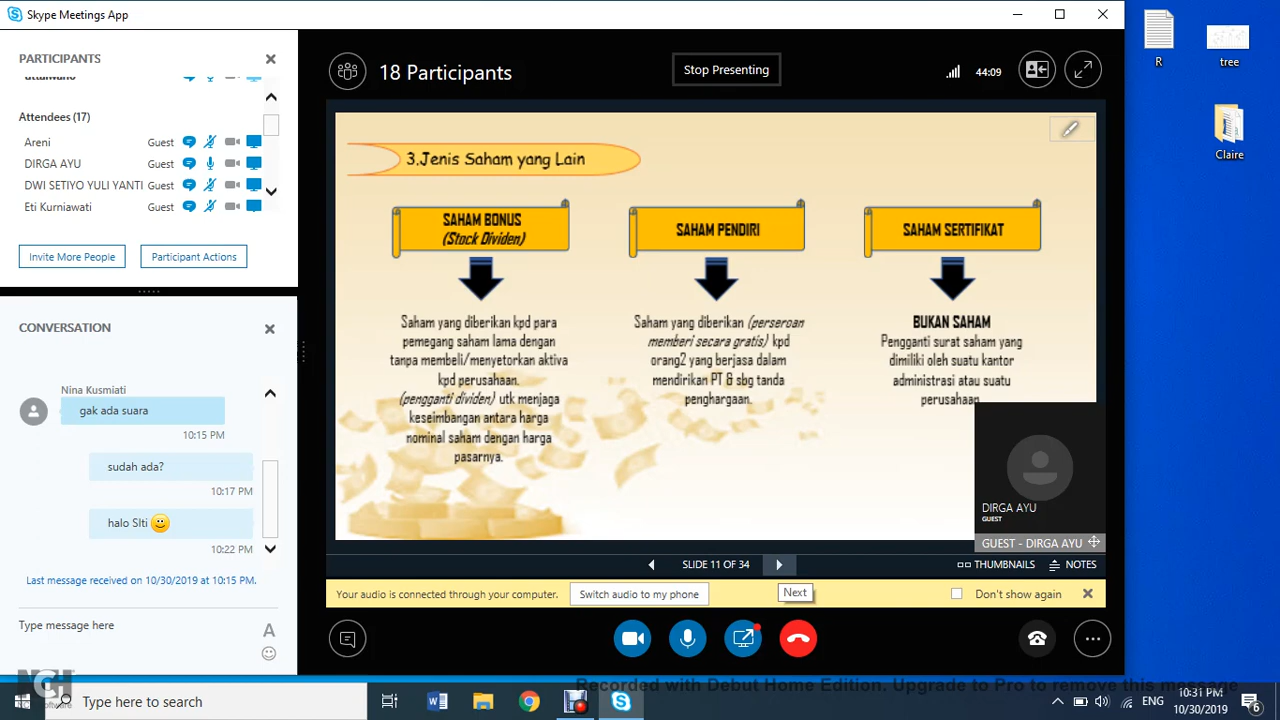 Skype Meetings App
PARTICIPANTS
Attendees (17)
Areni Guest
DIRGA AYU Guest
DWI SETIYO YULI YANTI Guest
Eti Kurniawati Guest
Invite More People
Participant Actions
CONVERSATION
Nina Kusmiati
gak ada suara
10:15 PM
sudah ada?
10:17 PM
halo SIti
10:22 PM
Last message received on 10/30/2019 at 10:15 PM.
Type message here
A
18 Participants
Stop Presenting
44:09
3.Jenis Saham yang Lain
SAHAM BONUS
(Stock Dividen)
Saham yang diberikan kpd para
pemegang saham lama dengan
tanpa membeli/menyetorkan aktiva
kpd perusahaan.
(pengganti dividen) utk menjaga
keseimbangan antara harga
nominal saham dengan harga
pasarnya.
SAHAM PENDIRI
Saham yang diberikan (perseroan
memberi secara gratis) kpd
orang2 yang berjasa dalam
mendirikan PT & sbg tanda
penghargaan.
SAHAM SERTIFIKAT
BUKAN SAHAM
Pengganti surat saham yang
dimiliki oleh suatu kantor
administrasi atau suatu
perusahaan
DIRGA AYU
GUEST
GUEST - DIRGA AYU
SLIDE 11 OF 34
THUMBNAILS
NOTES
Your audio is connected through your computer.
Switch audio to my phone
Next
Don't show again
R
tree
Claire
NCH
Software
Recorded with Debut Home Edition. Upgrade to Pro to remove this message
Type here to search
W
ENG
10:31 PM
10/30/2019
6